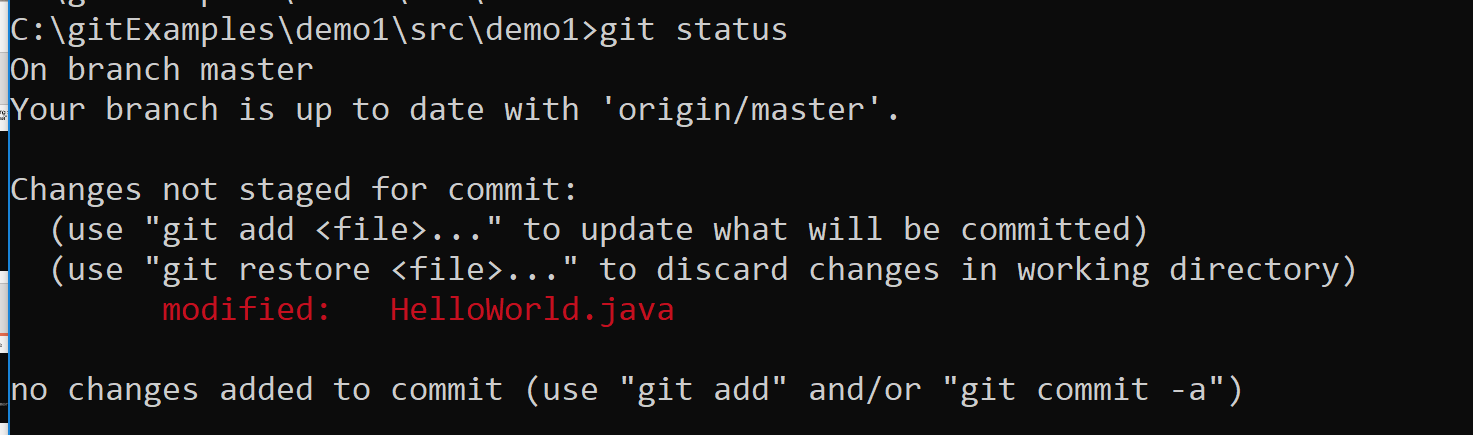 C:\gitExamples\demo1\src\demo1>git status
On branch master
Your branch is up to date with 'origin/master'.

Changes not staged for commit:
  (use "git add <file>..." to update what will be committed)
  (use "git restore <file>..." to discard changes in working directory)
        modified:   HelloWorld.java

no changes added to commit (use "git add" and/or "git commit -a")